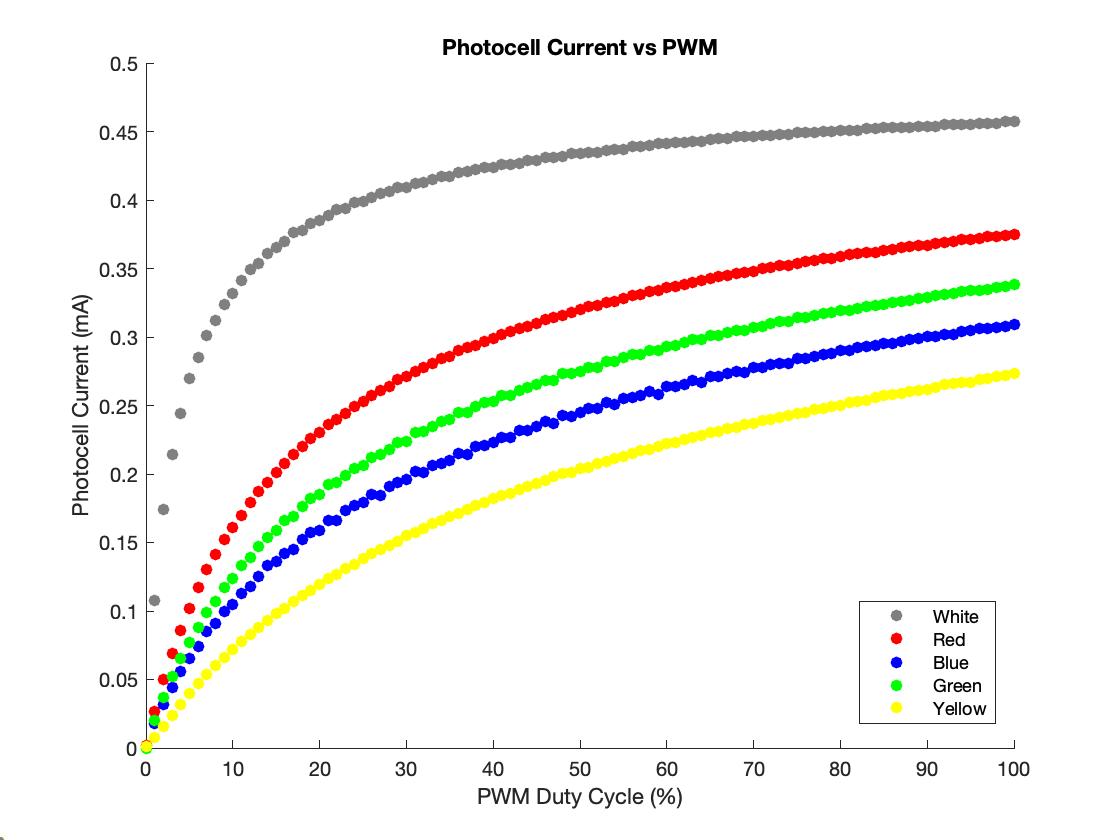 Photocell Current vs PWM
0.5
0.45
0.4
0.35
0.3
0.25
0.2
0.15
0.1
0.05
0
Photocell Current (mA)
White
Red
Blue
Green
Yellow
0 10 20 30 40 50 60 70 80 90 100
PWM Duty Cycle (%)